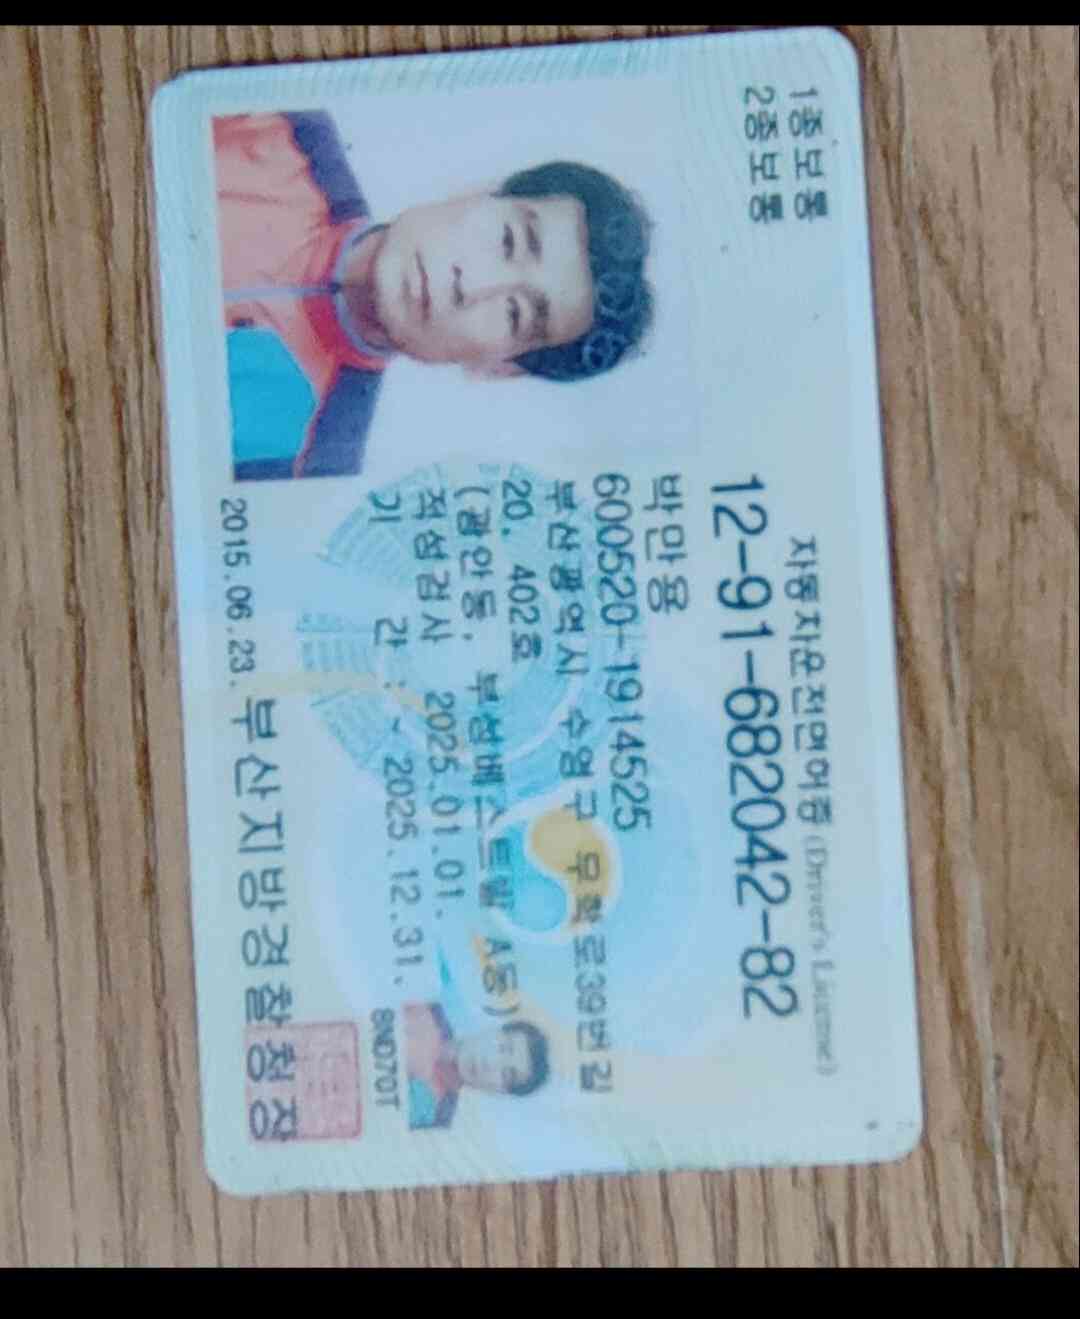 1종보통
2종보통
자동차운전면허증 (Driver's License)
12-91-682042-82
박만용
600520-1914525
부산광역시 수영구 무학로39번길
20, 402호
(광안동, 부성베스트빌 A동)
적성검사 2025.01.01.
기 간 : ~ 2025.12.31.
8ND70T
2015.06.23. 부산지방경찰청장